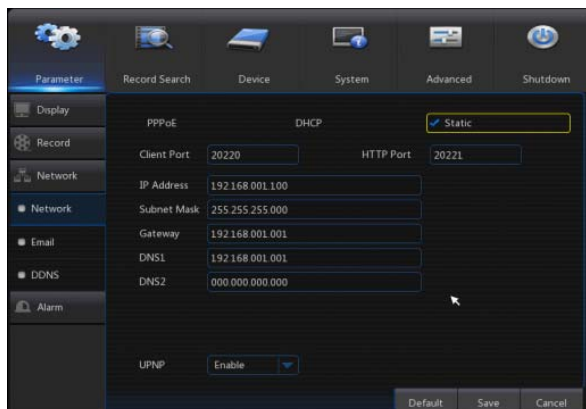 Parameter Record Search Device System Advanced Shutdown
Display
Record
Network
Network
Email
DDNS
Alarm
PPPoE DHCP Static
Client Port 20220 HTTP Port 20221
IP Address 192.168.001.100
Subnet Mask 255.255.255.000
Gateway 192.168.001.001
DNS1 192.168.001.001
DNS2 000.000.000.000
UPNP Enable
Default Save Cancel